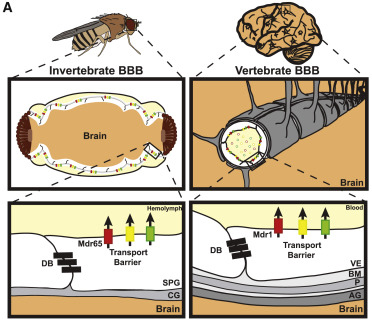 A
Invertebrate BBB
Vertebrate BBB
Brain
Brain
Hemolymph
Mdr65
Transport
Barrier
DB
SPG
CG
Brain
Blood
Mdr1
Transport
Barrier
DB
VE
BM
P
AG
Brain